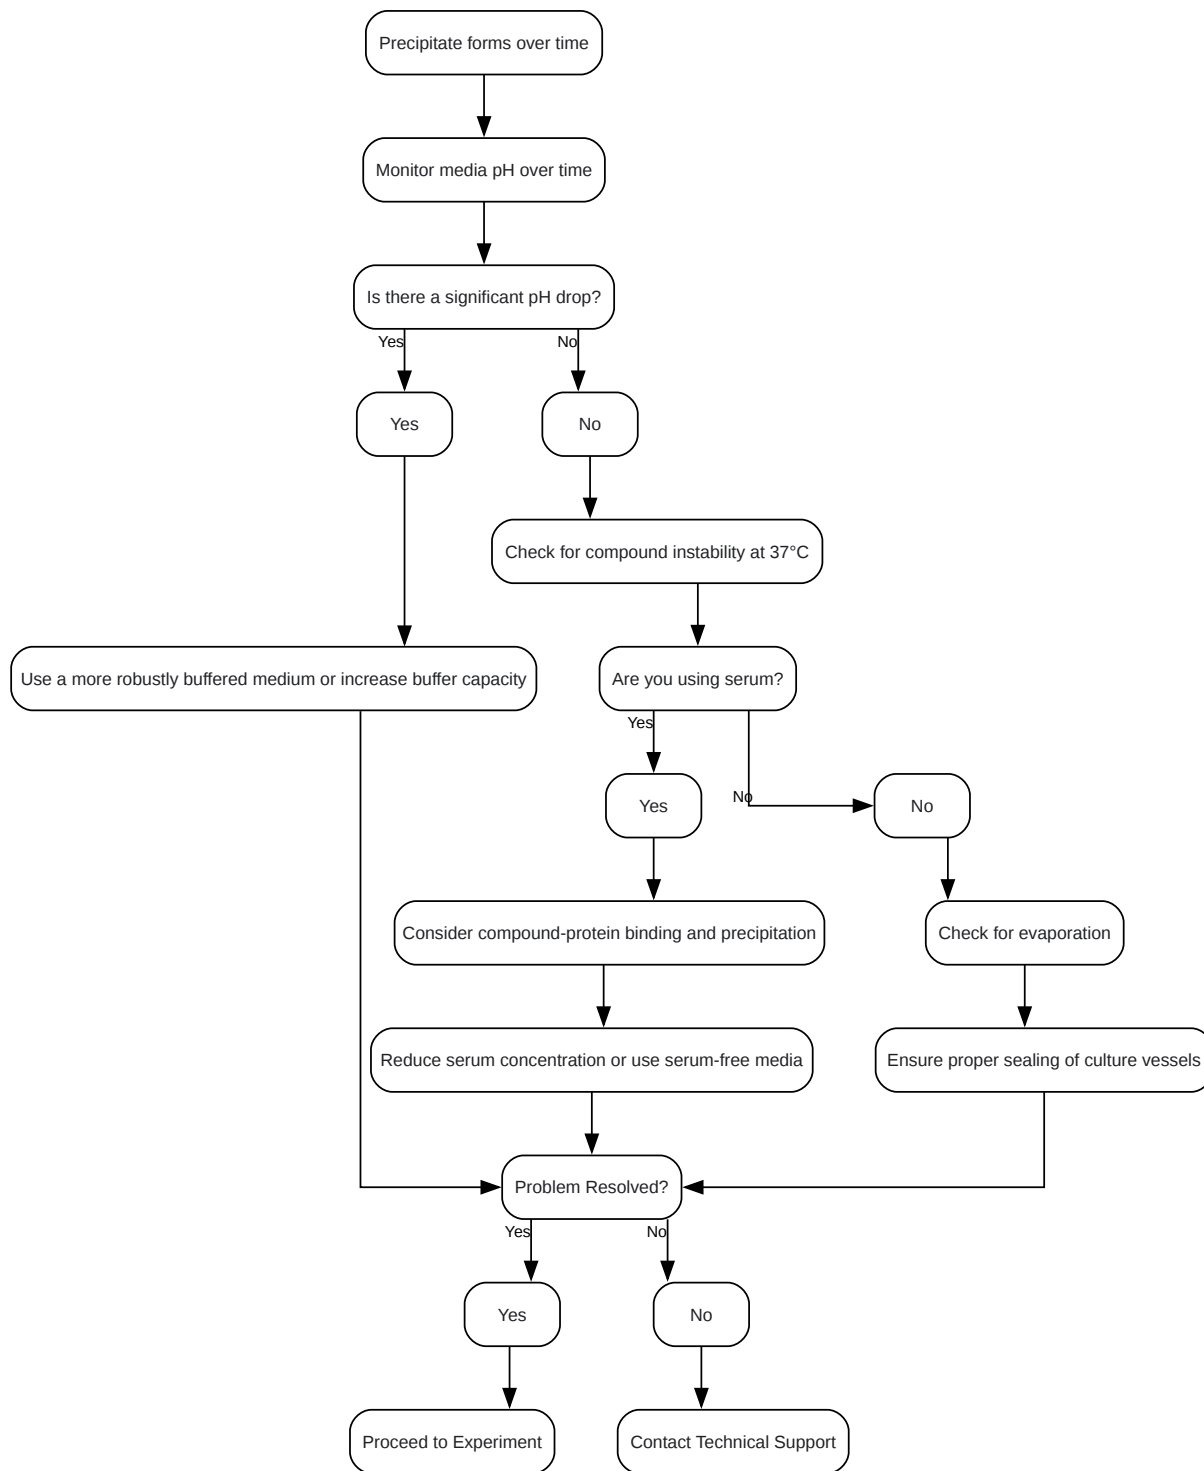 Precipitate forms over time
Monitor media pH over time
Is there a significant pH drop?
Yes
No
Yes
No
Check for compound instability at 37°C
Use a more robustly buffered medium or increase buffer capacity
Are you using serum?
Yes
No
Yes
No
Consider compound-protein binding and precipitation
Check for evaporation
Reduce serum concentration or use serum-free media
Ensure proper sealing of culture vessels
Problem Resolved?
Yes
No
Yes
No
Proceed to Experiment
Contact Technical Support